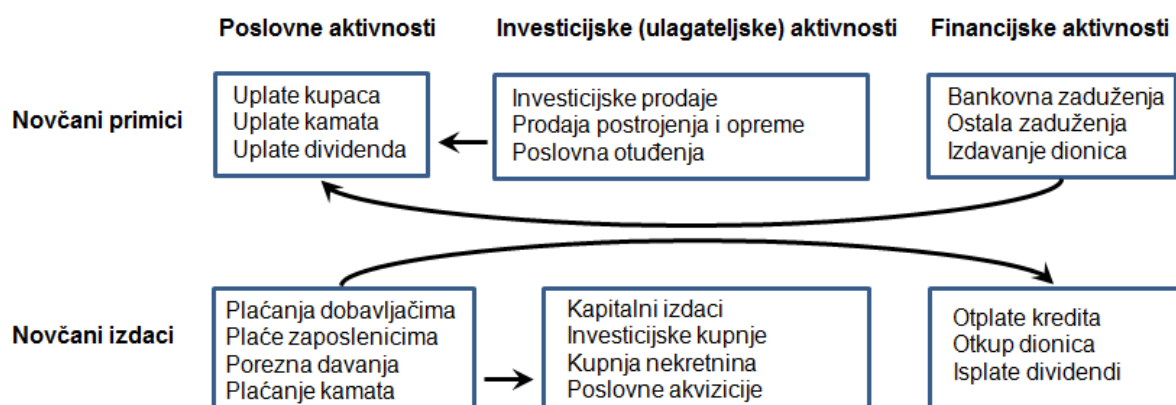 Poslovne aktivnosti
Investicijske (ulagateljske) aktivnosti
Financijske aktivnosti
Novčani primici
Uplate kupaca
Uplate kamata
Uplate dividenda
Investicijske prodaje
Prodaja postrojenja i opreme
Poslovna otuđenja
Bankovna zaduženja
Ostala zaduženja
Izdavanje dionica
Novčani izdaci
Plaćanja dobavljačima
Plaće zaposlenicima
Porezna davanja
Plaćanje kamata
Kapitalni izdaci
Investicijske kupnje
Kupnja nekretnina
Poslovne akvizicije
Otplate kredita
Otkup dionica
Isplate dividendi